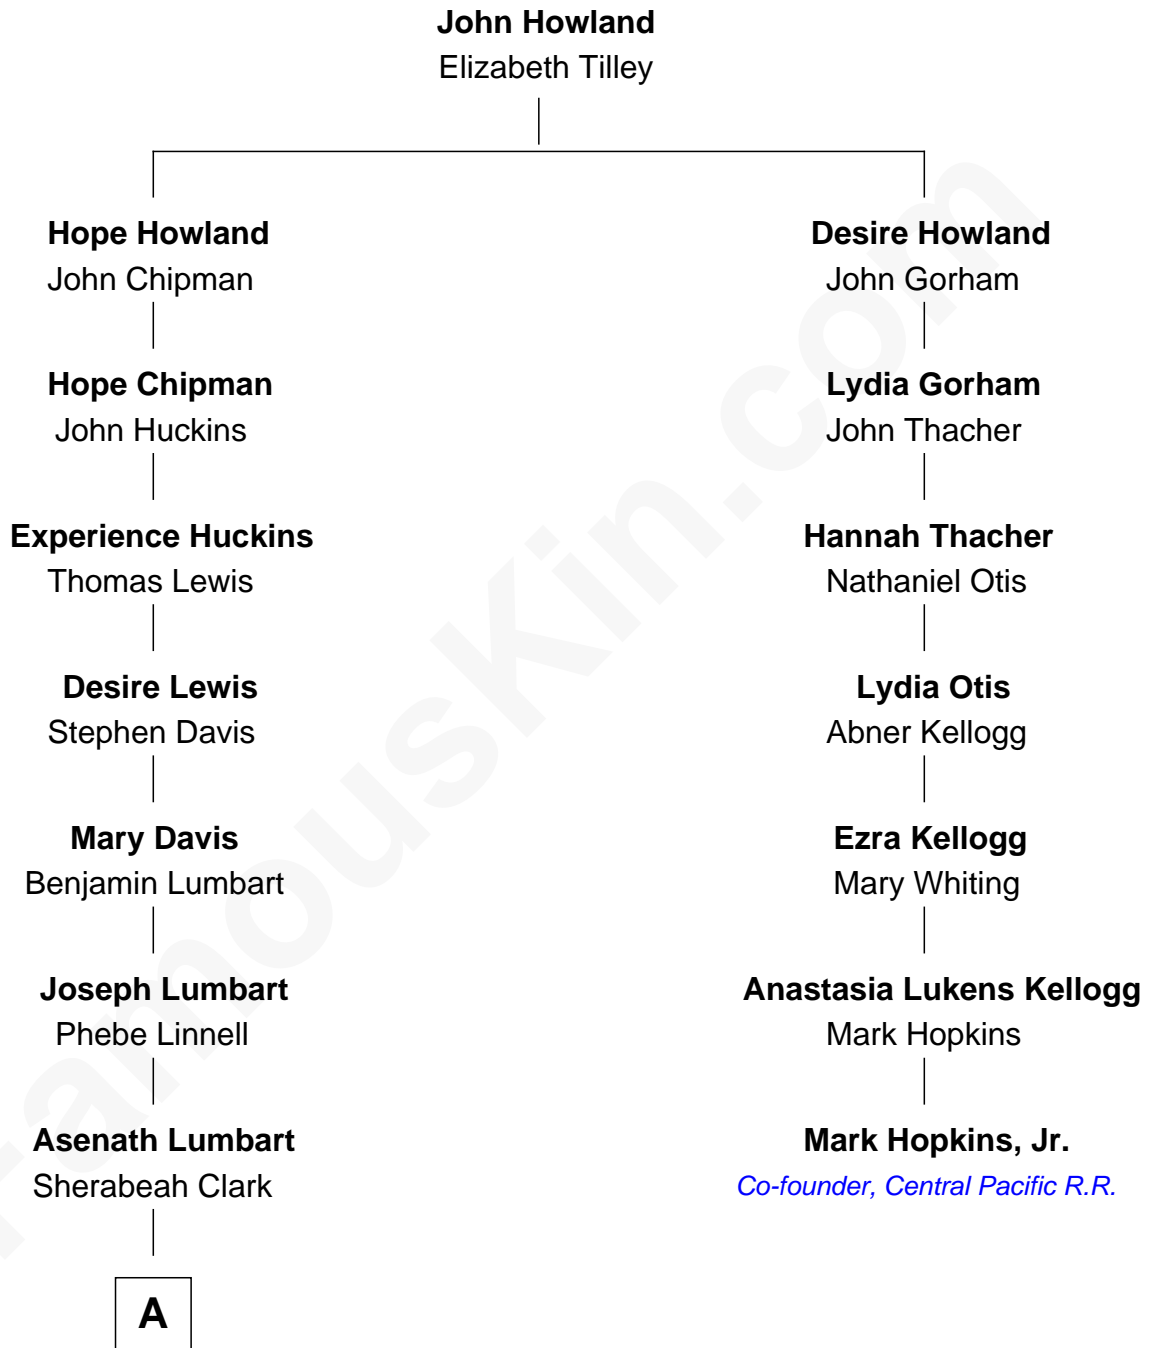 John Howland
Elizabeth Tilley
Hope Howland
John Chipman
Desire Howland
John Gorham
Hope Chipman
John Huckins
Lydia Gorham
John Thacher
Experience Huckins
Thomas Lewis
Hannah Thacher
Nathaniel Otis
Desire Lewis
Stephen Davis
Lydia Otis
Abner Kellogg
Mary Davis
Benjamin Lumbart
Ezra Kellogg
Mary Whiting
Joseph Lumbart
Phebe Linnell
Anastasia Lukens Kellogg
Mark Hopkins
Asenath Lumbart
Sherabeah Clark
Mark Hopkins, Jr.
Co-founder, Central Pacific R.R.
A
FamousKin.com